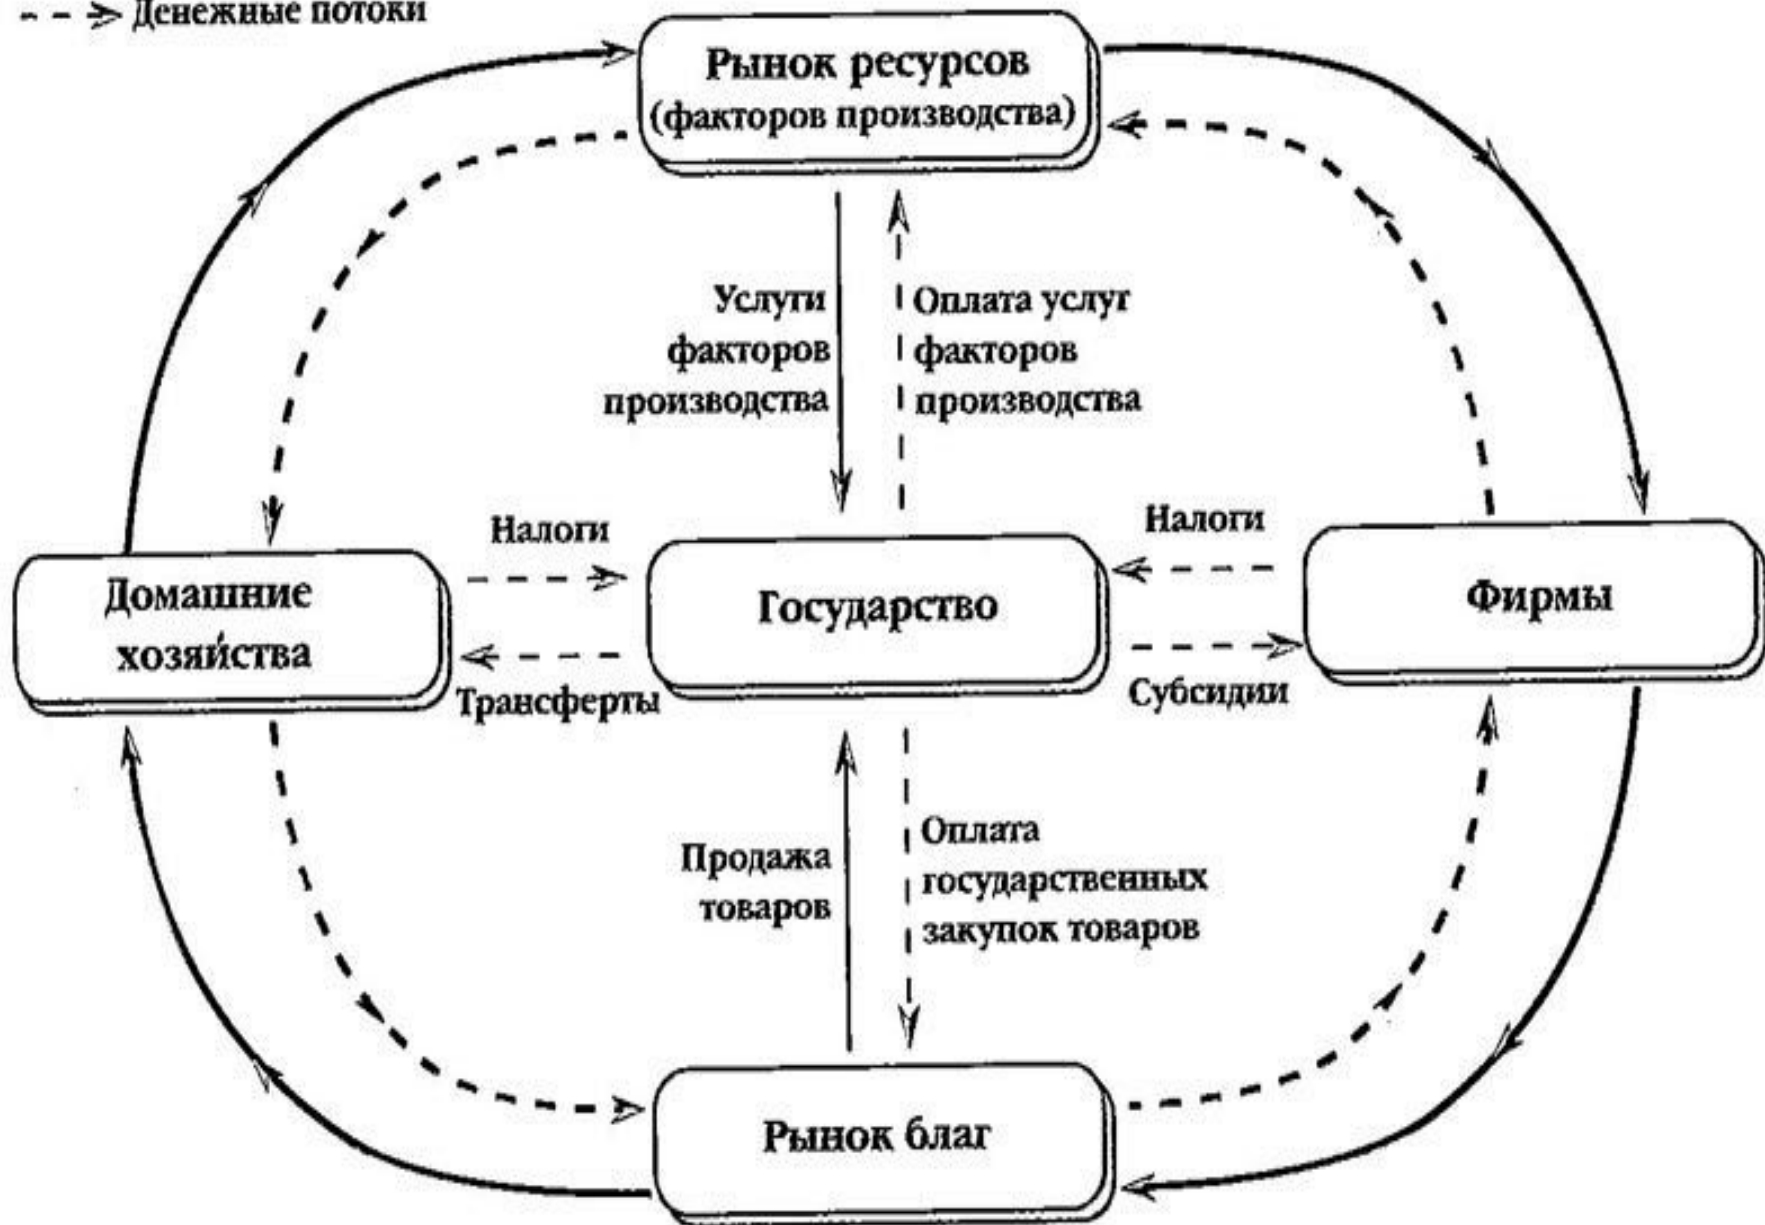 Денежные потоки
Рынок ресурсов
(факторов производства)
Услуги
факторов
производства
Оплата услуг
факторов
производства
Налоги
Налоги
Домашние
хозяйства
Государство
Фирмы
Трансферты
Субсидии
Продажа
товаров
Оплата
государственных
закупок товаров
Рынок благ